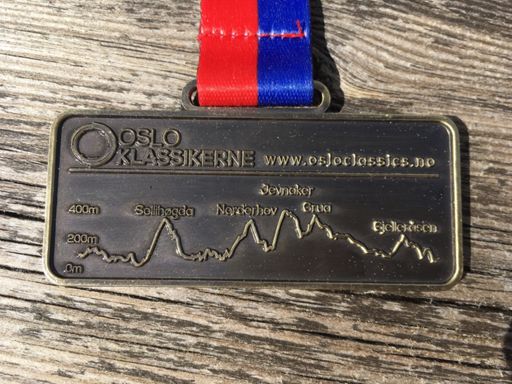 OSLO
KLASSIKERNE www.osloclassics.no
Jevnaker
400m Sollihøgda Norderhov Grua
Gjelleråsen
200m
0m